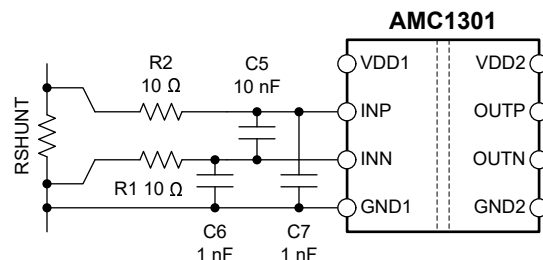 AMC1301
R2
10 Ω
C5
10 nF
VDD1
VDD2
INP
OUTP
RSHUNT
INN
OUTN
R1 10 Ω
GND1
GND2
C6
1 nF
C7
1 nF